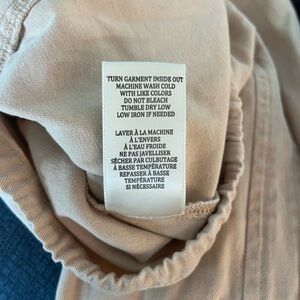 TURN GARMENT INSIDE OUT
MACHINE WASH COLD
WITH LIKE COLORS
DO NOT BLEACH
TUMBLE DRY LOW
LOW IRON IF NEEDED
LAVER À LA MACHINE
À L'ENVERS
À L'EAU FROIDE
NE PAS JAVELLISER
SÉCHER PAR CULBUTAGE
À BASSE TEMPÉRATURE
REPASSER À BASSE
TEMPÉRATURE
SI NÉCESSAIRE